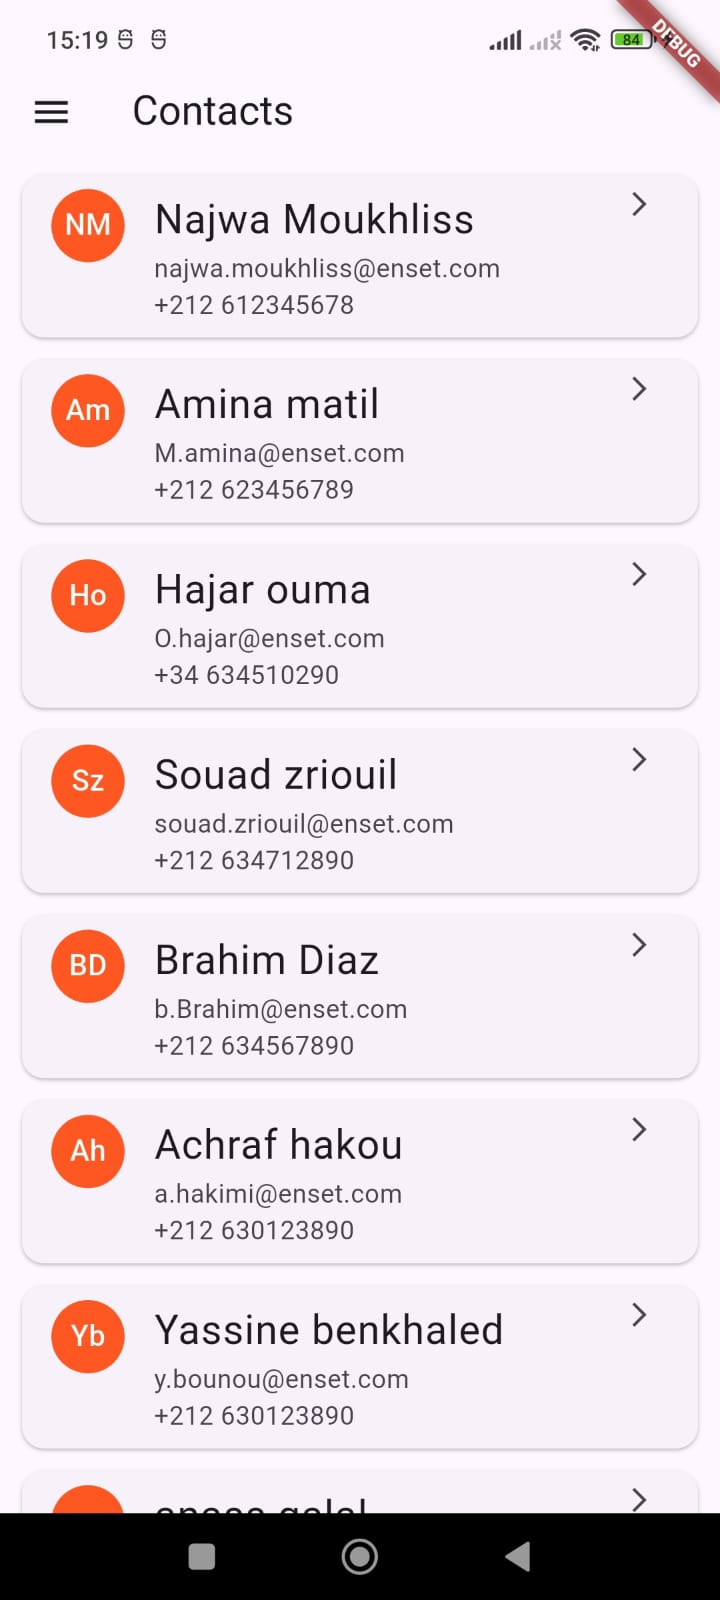 15:19
84
DEBUG
Contacts
NM
Najwa Moukhliss
najwa.moukhliss@enset.com
+212 612345678
Am
Amina matil
M.amina@enset.com
+212 623456789
Ho
Hajar ouma
O.hajar@enset.com
+34 634510290
Sz
Souad zriouil
souad.zriouil@enset.com
+212 634712890
BD
Brahim Diaz
b.Brahim@enset.com
+212 634567890
Ah
Achraf hakou
a.hakimi@enset.com
+212 630123890
Yb
Yassine benkhaled
y.bounou@enset.com
+212 630123890